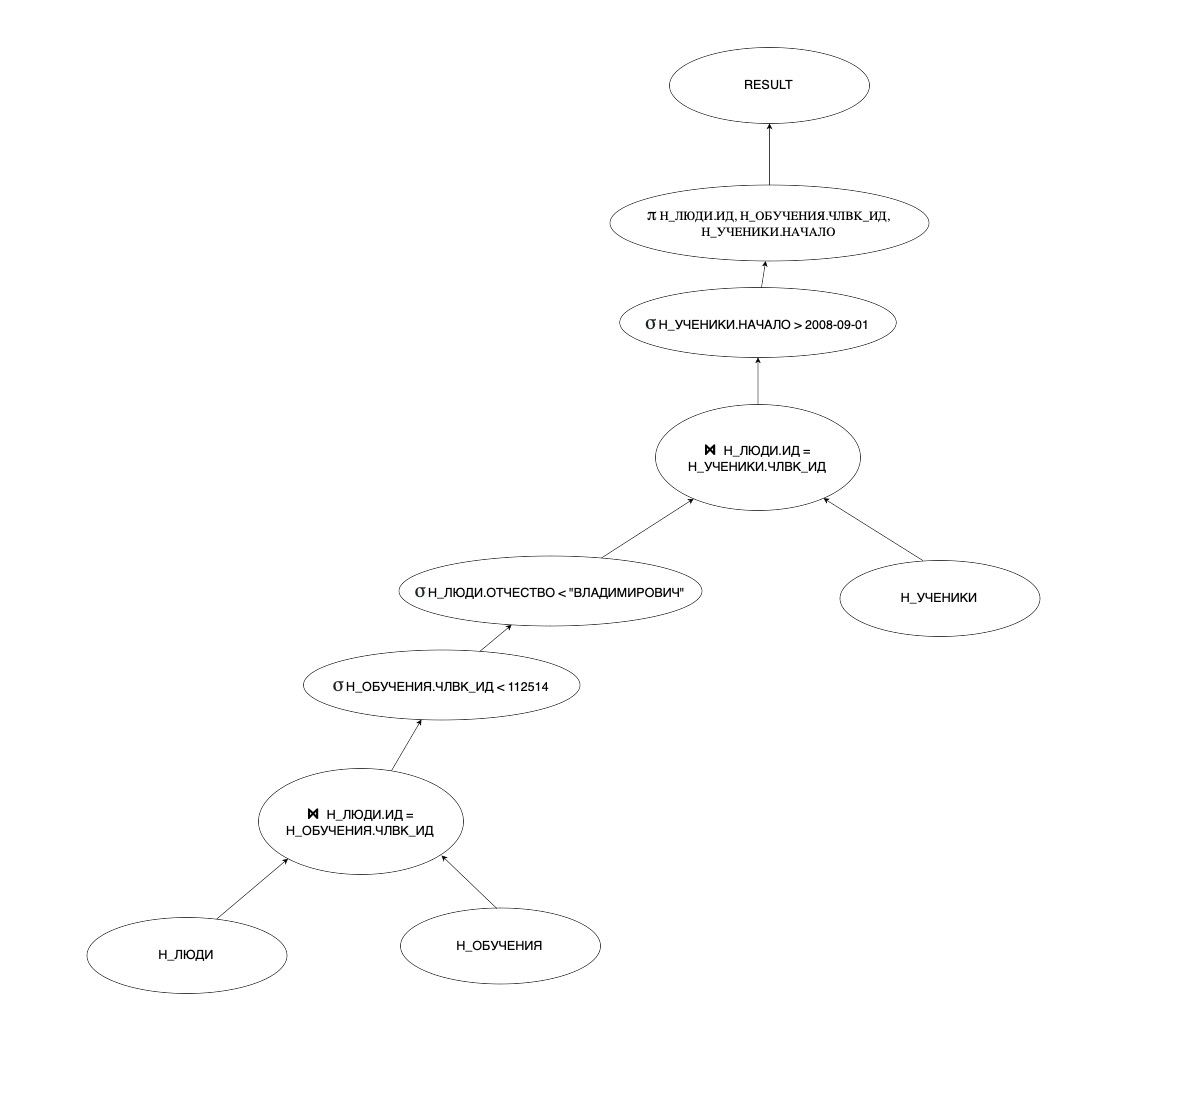 RESULT
π Н_ЛЮДИ.ИД, Н_ОБУЧЕНИЯ.ЧЛВК_ИД,
Н_УЧЕНИКИ.НАЧАЛО
σ Н_УЧЕНИКИ.НАЧАЛО > 2008-09-01
⋈ Н_ЛЮДИ.ИД =
Н_УЧЕНИКИ.ЧЛВК_ИД
σ Н_ЛЮДИ.ОТЧЕСТВО < "ВЛАДИМИРОВИЧ"
Н_УЧЕНИКИ
σ Н_ОБУЧЕНИЯ.ЧЛВК_ИД < 112514
⋈ Н_ЛЮДИ.ИД =
Н_ОБУЧЕНИЯ.ЧЛВК_ИД
Н_ЛЮДИ
Н_ОБУЧЕНИЯ